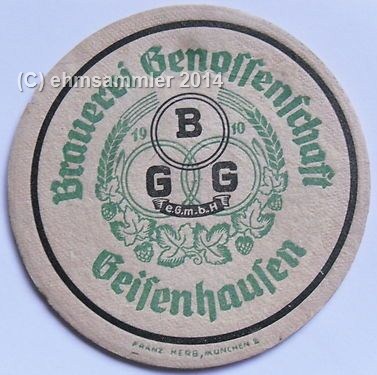 (C) ehmsammler 2014
Brauerei Genossenschaft
19 10
B
G G
e.G.m.b.H
Geisenhausen
FRANZ HERB, MÜNCHEN